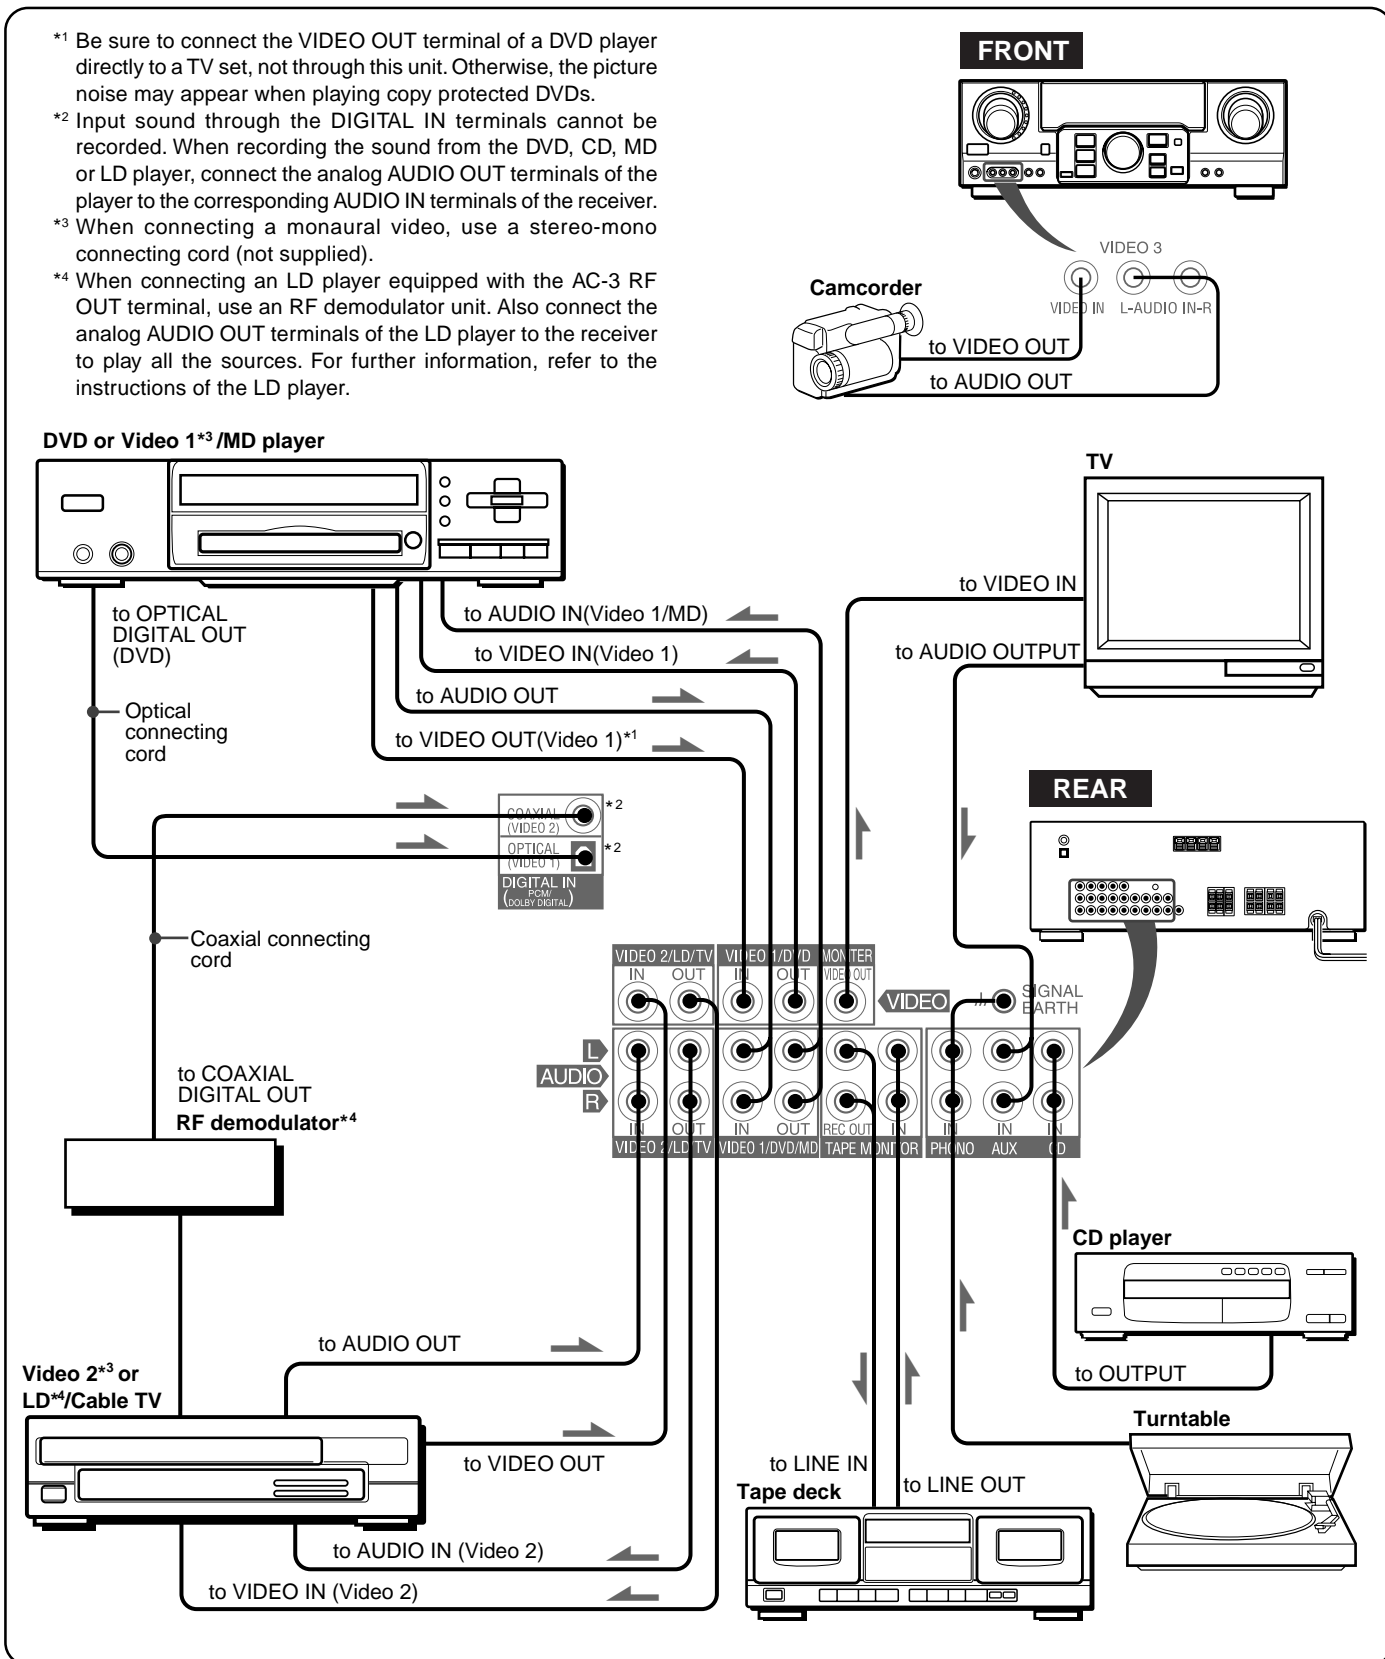 *1 Be sure to connect the VIDEO OUT terminal of a DVD player
directly to a TV set, not through this unit. Otherwise, the picture
noise may appear when playing copy protected DVDs.
*2 Input sound through the DIGITAL IN terminals cannot be
recorded. When recording the sound from the DVD, CD, MD
or LD player, connect the analog AUDIO OUT terminals of the
player to the corresponding AUDIO IN terminals of the receiver.
*3 When connecting a monaural video, use a stereo-mono
connecting cord (not supplied).
*4 When connecting an LD player equipped with the AC-3 RF
OUT terminal, use an RF demodulator unit. Also connect the
analog AUDIO OUT terminals of the LD player to the receiver
to play all the sources. For further information, refer to the
instructions of the LD player.
FRONT
VIDEO 3
VIDEO IN L-AUDIO IN-R
Camcorder
to VIDEO OUT
to AUDIO OUT
DVD or Video 1*3 /MD player
TV
to VIDEO IN
to AUDIO OUTPUT
to OPTICAL
DIGITAL OUT
(DVD)
to AUDIO IN(Video 1/MD)
to VIDEO IN(Video 1)
to AUDIO OUT
to VIDEO OUT(Video 1)*1
Optical
connecting
cord
REAR
COAXIAL
(VIDEO 2)
*2
OPTICAL
(VIDEO 1)
*2
DIGITAL IN
(PCM/
DOLBY DIGITAL)
Coaxial connecting
cord
VIDEO 2/LD/TV VIDEO 1/DVD MONITER
IN OUT IN OUT VIDEO OUT
VIDEO
SIGNAL
EARTH
L
AUDIO
R
IN OUT IN OUT REC OUT IN IN IN IN
VIDEO 2/LD/TV VIDEO 1/DVD/MD TAPE MONITOR PHONO AUX CD
to COAXIAL
DIGITAL OUT
RF demodulator*4
CD player
to OUTPUT
to AUDIO OUT
Video 2*3 or
LD*4/Cable TV
to VIDEO OUT
Turntable
to LINE IN
to LINE OUT
Tape deck
to AUDIO IN (Video 2)
to VIDEO IN (Video 2)